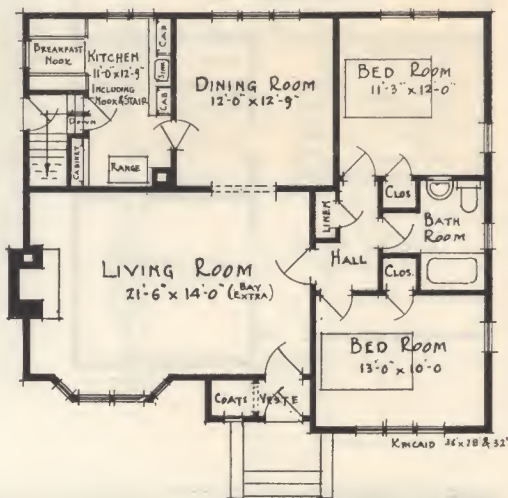 BREAKFAST
NOOK
KITCHEN
11'-0" x 12'-9"
INCLUDING
NOOK & STAIR
CAB
SINK
CAB
DOWN
CABINET
RANGE
DINING ROOM
12'-0" x 12'-9"
BED ROOM
11'-3" x 12'-0"
CLOS
LINEN
BATH
ROOM
HALL
LIVING ROOM
21'-6" x 14'-0" (BAY
EXTRA)
CLOS.
BED ROOM
13'-0" x 10'-0
COATS
VESTE
KINCAID 36' x 28' & 32'